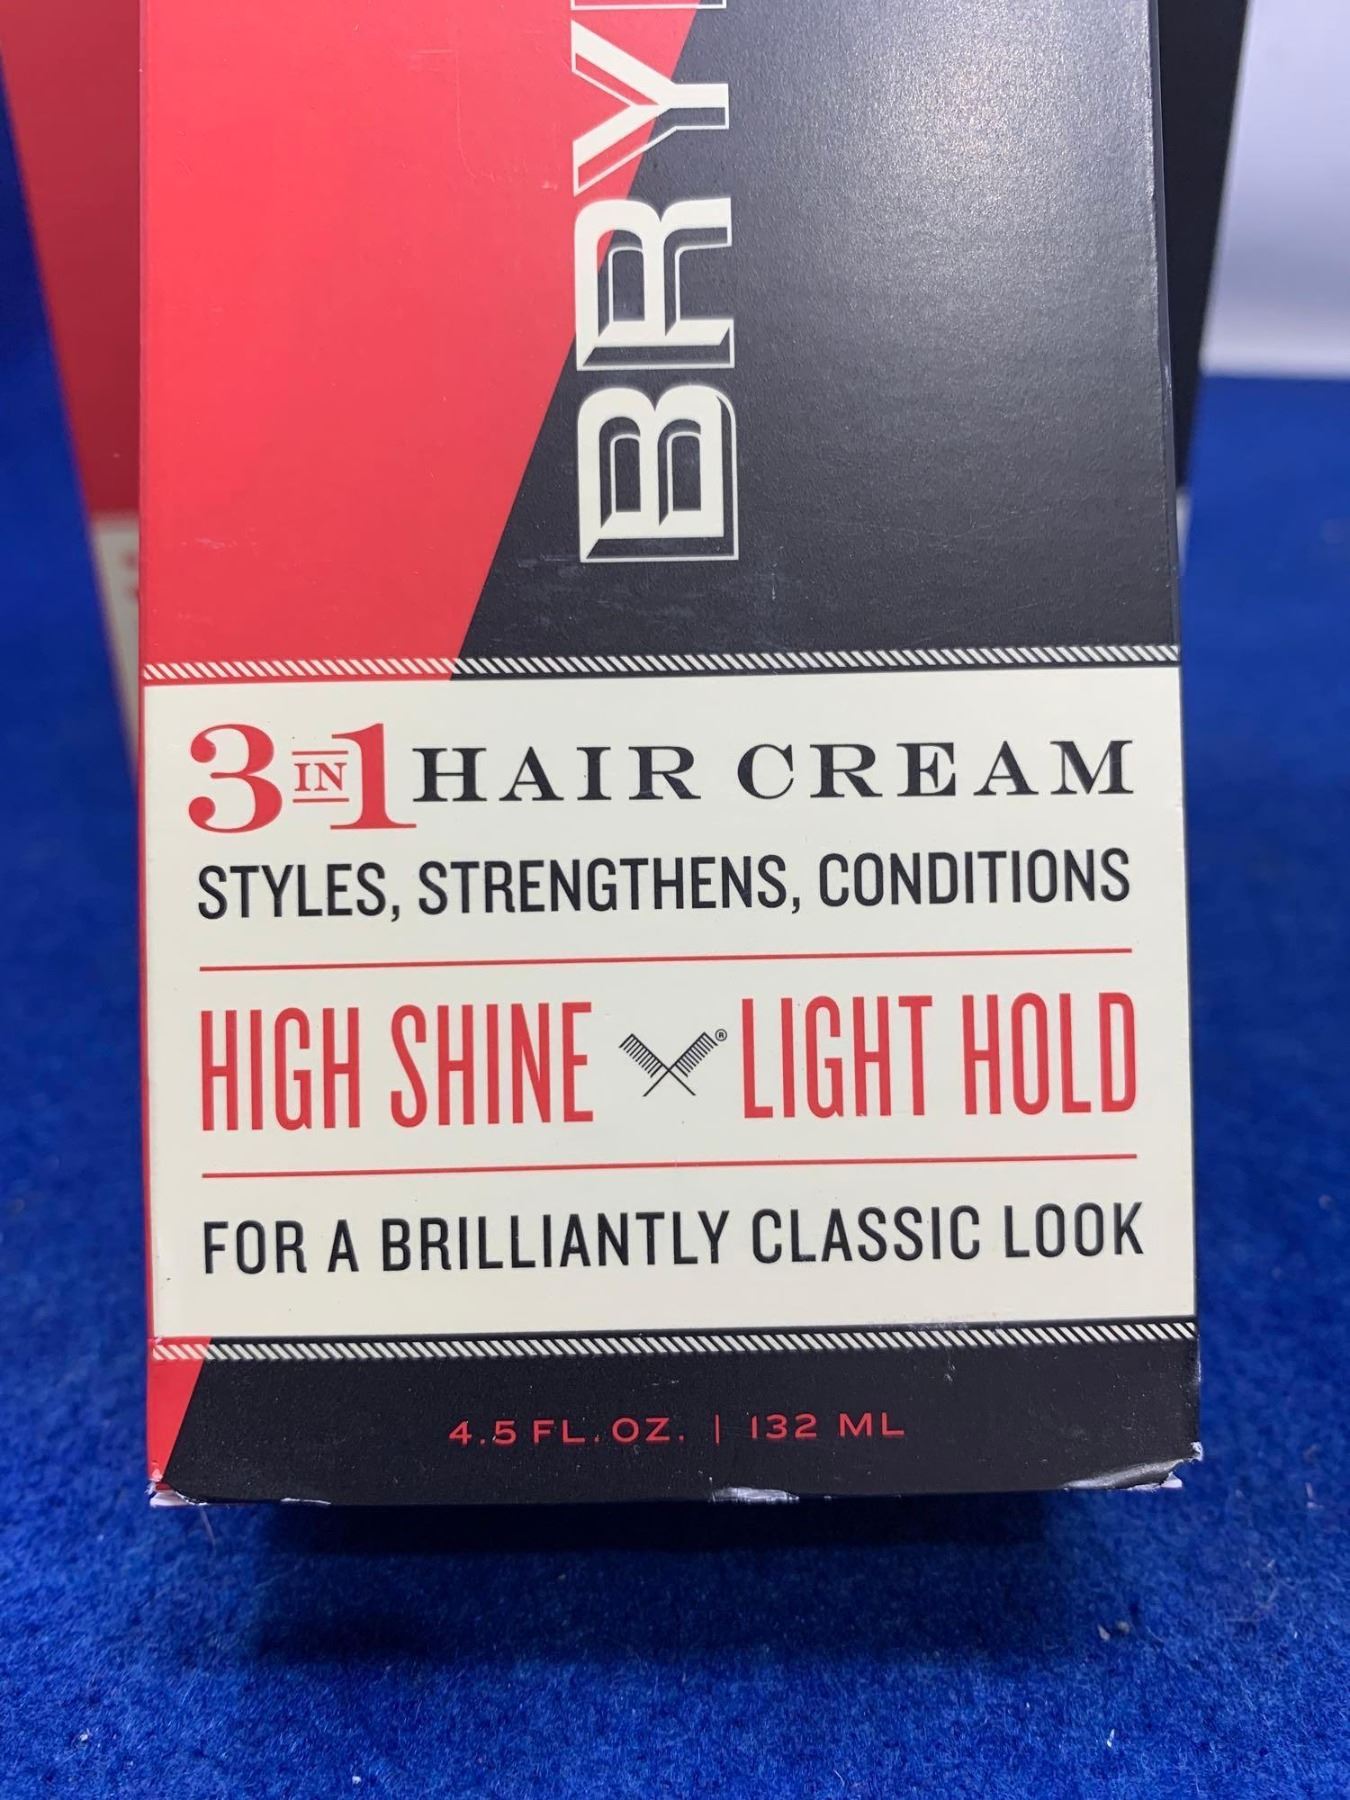 BRY
3 IN 1 HAIR CREAM
STYLES, STRENGTHENS, CONDITIONS
HIGH SHINE ® LIGHT HOLD
FOR A BRILLIANTLY CLASSIC LOOK
4.5 FL. OZ. | 132 ML